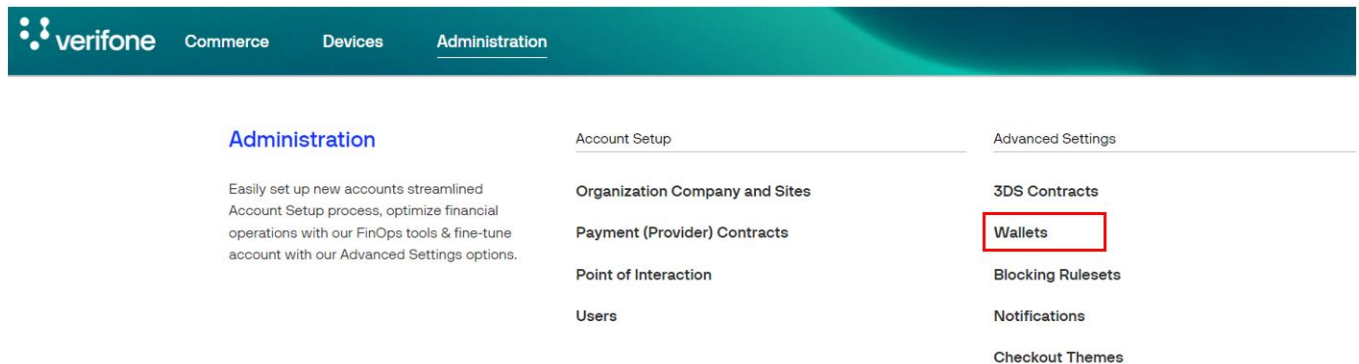 verifone Commerce Devices Administration
Administration
Easily set up new accounts streamlined
Account Setup process, optimize financial
operations with our FinOps tools & fine-tune
account with our Advanced Settings options.
Account Setup
Organization Company and Sites
Payment (Provider) Contracts
Point of Interaction
Users
Advanced Settings
3DS Contracts
Wallets
Blocking Rulesets
Notifications
Checkout Themes